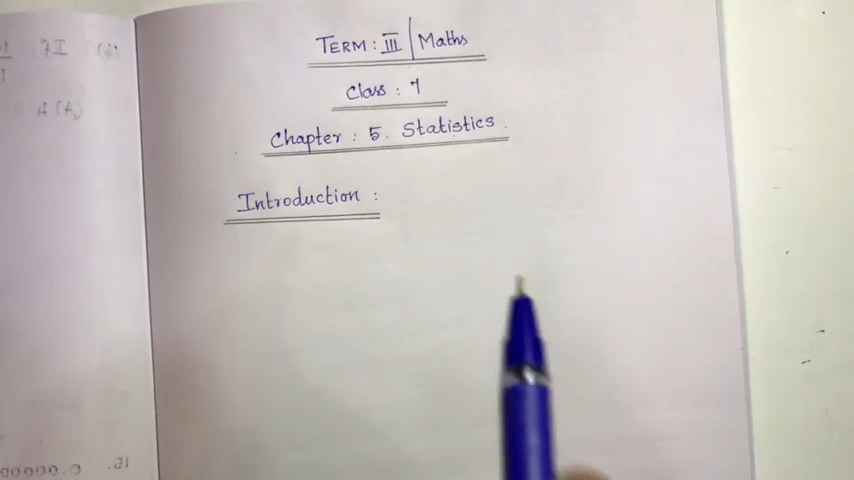 TERM : III | Maths
Class : 7
Chapter : 5. Statistics.
Introduction :